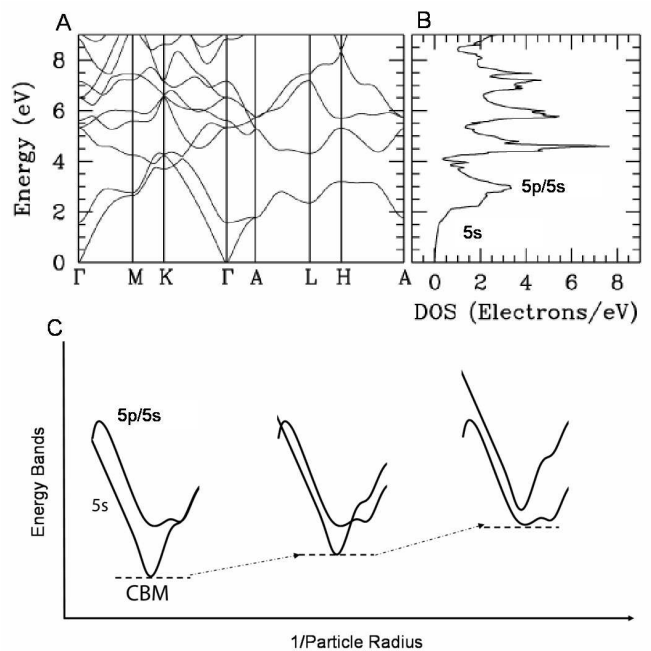 A
B
8
6
4
2
0
Energy (eV)
Γ M K Γ A L H A
5p/5s
5s
0 2 4 6 8
DOS (Electrons/eV)
C
5p/5s
5s
CBM
Energy Bands
1/Particle Radius